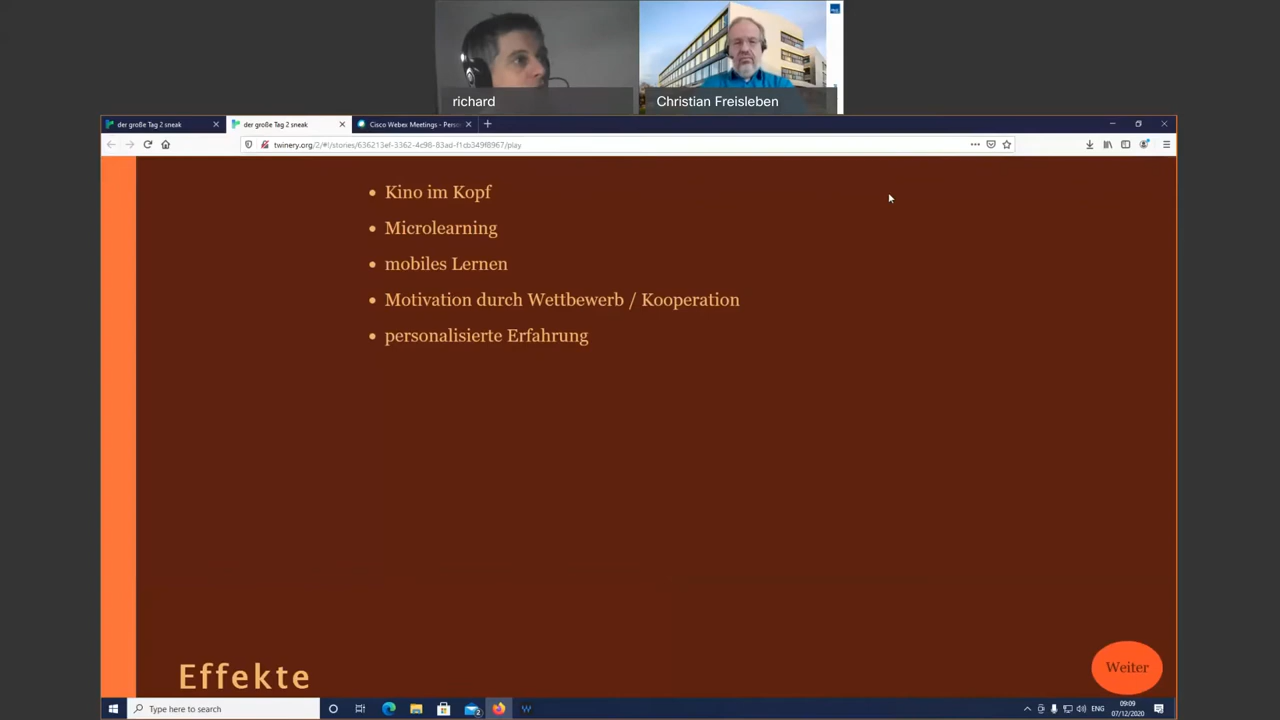 richard
Christian Freisleben
der große Tag 2 sneak
der große Tag 2 sneak
Cisco Webex Meetings - Perso
twinery.org/2/#!/stories/636213ef-3362-4c98-83ad-f1cb349f8967/play
Kino im Kopf
Microlearning
mobiles Lernen
Motivation durch Wettbewerb / Kooperation
personalisierte Erfahrung
Effekte
Weiter
Type here to search
2
ENG
09:09
07/12/2020